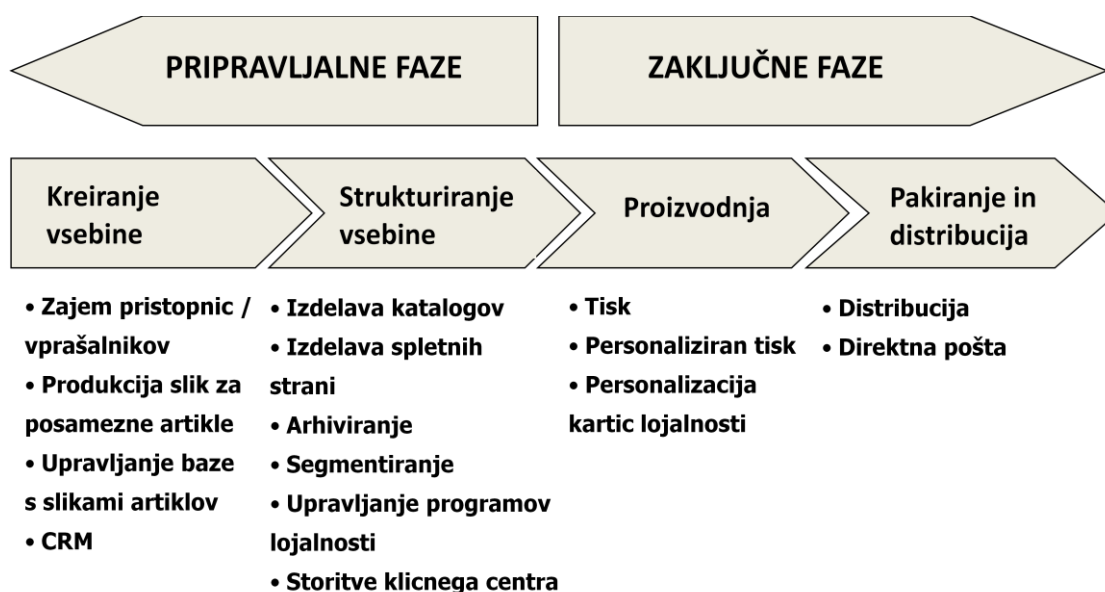 PRIPRAVLJALNE FAZE
ZAKLJUČNE FAZE
Kreiranje
vsebine
Strukturiranje
vsebine
Proizvodnja
Pakiranje in
distribucija
• Zajem pristopnic /
vprašalnikov
• Produkcija slik za
posamezne artikle
• Upravljanje baze
s slikami artiklov
• CRM
• Izdelava katalogov
• Izdelava spletnih
strani
• Arhiviranje
• Segmentiranje
• Upravljanje programov
lojalnosti
• Storitve klicnega centra
• Tisk
• Personaliziran tisk
• Personalizacija
kartic lojalnosti
• Distribucija
• Direktna pošta